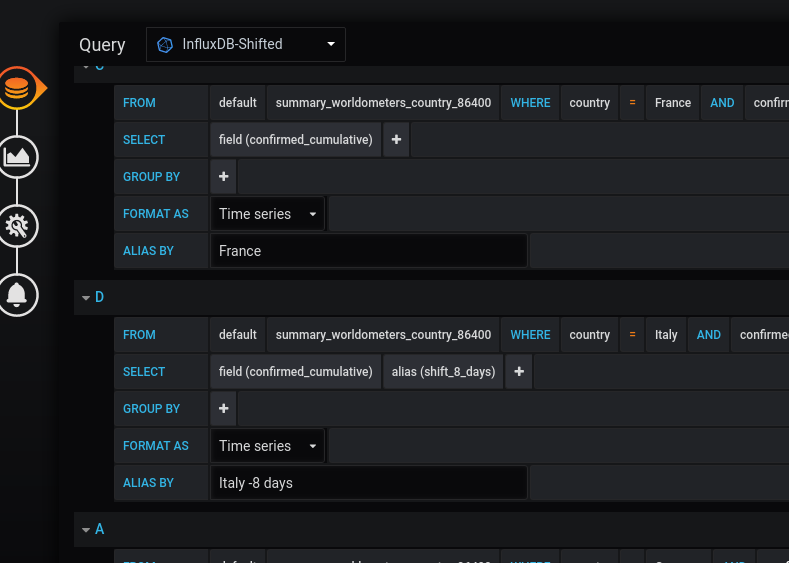 Query InfluxDB-Shifted
FROM default summary_worldometers_country_86400 WHERE country = France AND
SELECT field (confirmed_cumulative) +
GROUP BY +
FORMAT AS Time series
ALIAS BY France
D
FROM default summary_worldometers_country_86400 WHERE country = Italy AND confirme
SELECT field (confirmed_cumulative) alias (shift_8_days) +
GROUP BY +
FORMAT AS Time series
ALIAS BY Italy -8 days
A